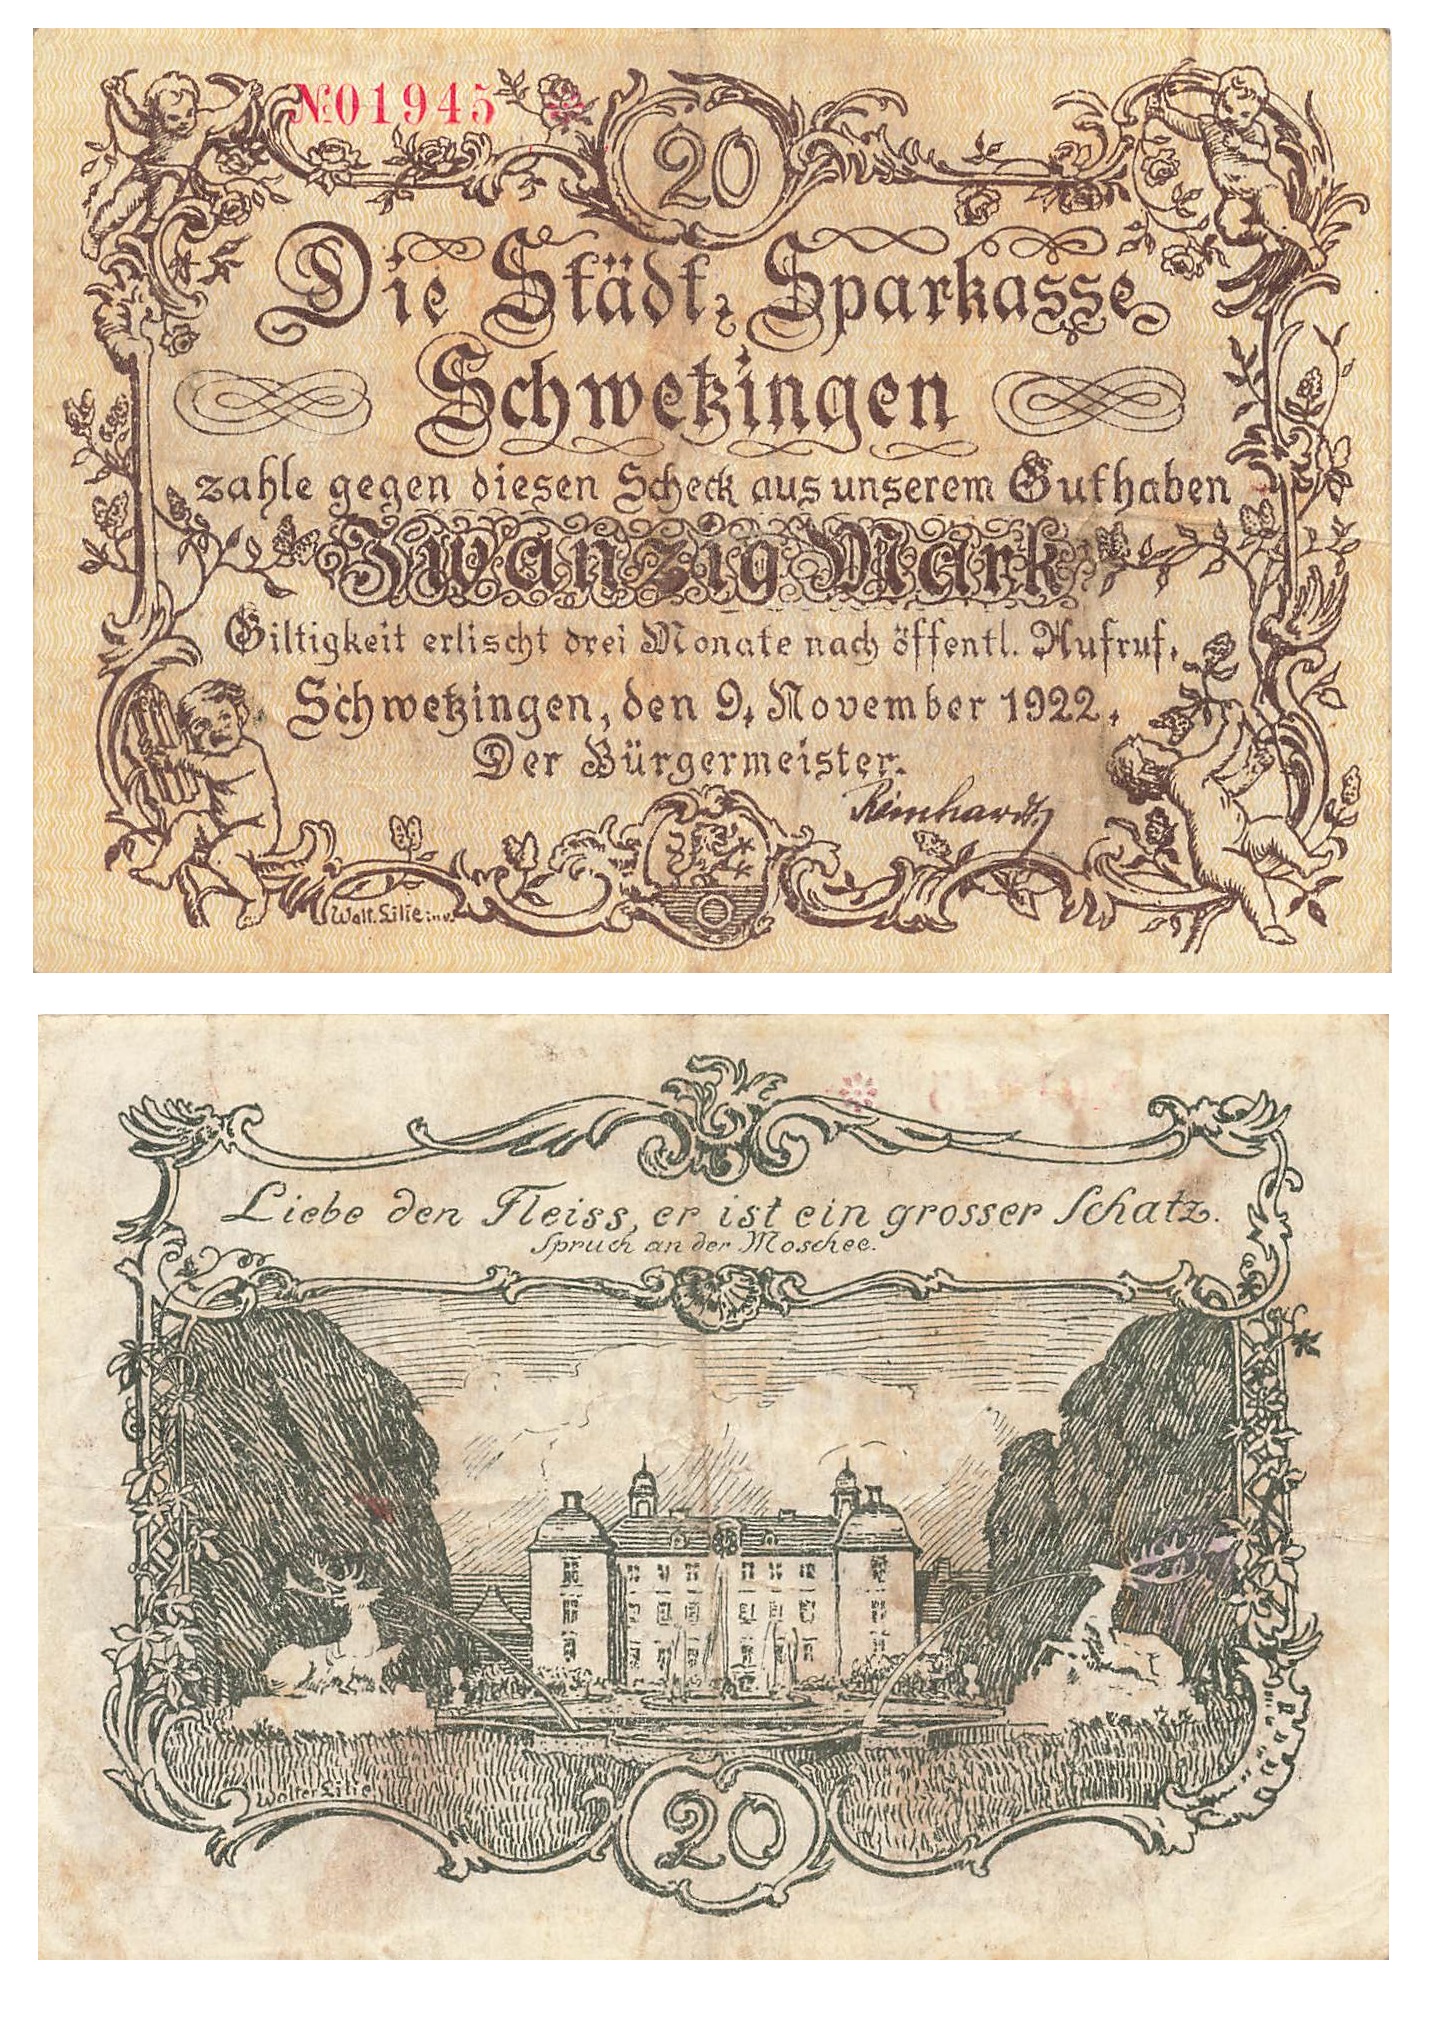 №01945
20
Die Städt. Sparkasse
Schwetzingen
zahle gegen diesen Scheck aus unserem Guthaben
Zwanzig Mark
Giltigkeit erlischt drei Monate nach öffentl. Aufruf.
Schwetzingen, den 9. November 1922.
Der Bürgermeister.
Reinhardt
Walt. Lilie inv.
Liebe den Fleiss, er ist ein grosser Schatz.
Spruch an der Moschee.
Walter Lilie
20